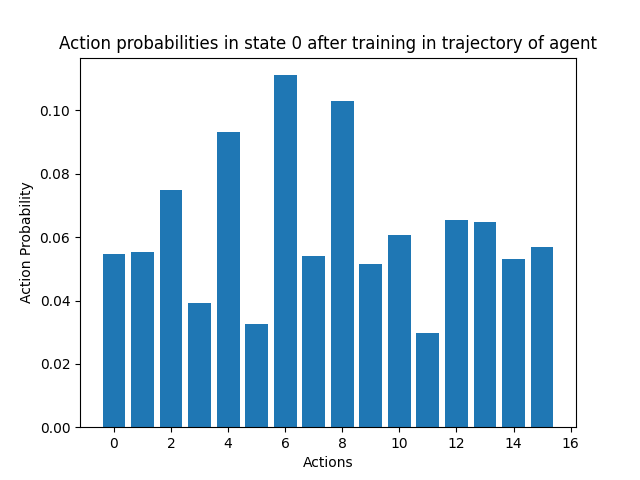 Action probabilities in state 0 after training in trajectory of agent
0.10
0.08
0.06
0.04
0.02
0.00
Action Probability
0 2 4 6 8 10 12 14 16
Actions